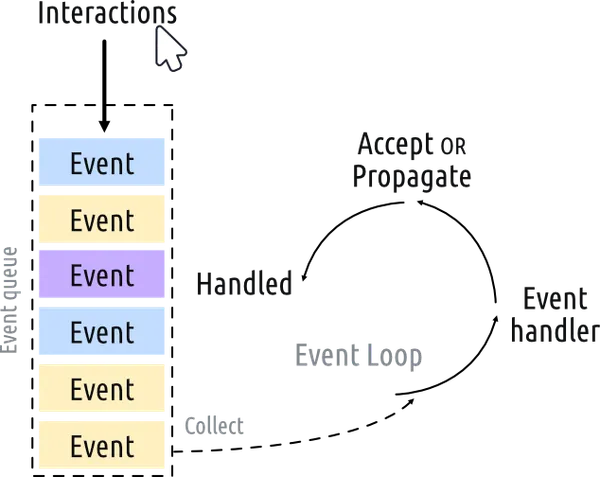 Interactions
Event queue
Event
Event
Event
Event
Event
Event
Collect
Event Loop
Event
handler
Accept OR
Propagate
Handled